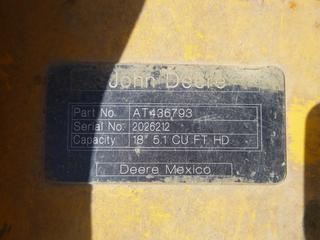 John Deere
Part No. AT436793
Serial No: 2026212
Capacity 18" 5.1 CU FT HD
Deere Mexico